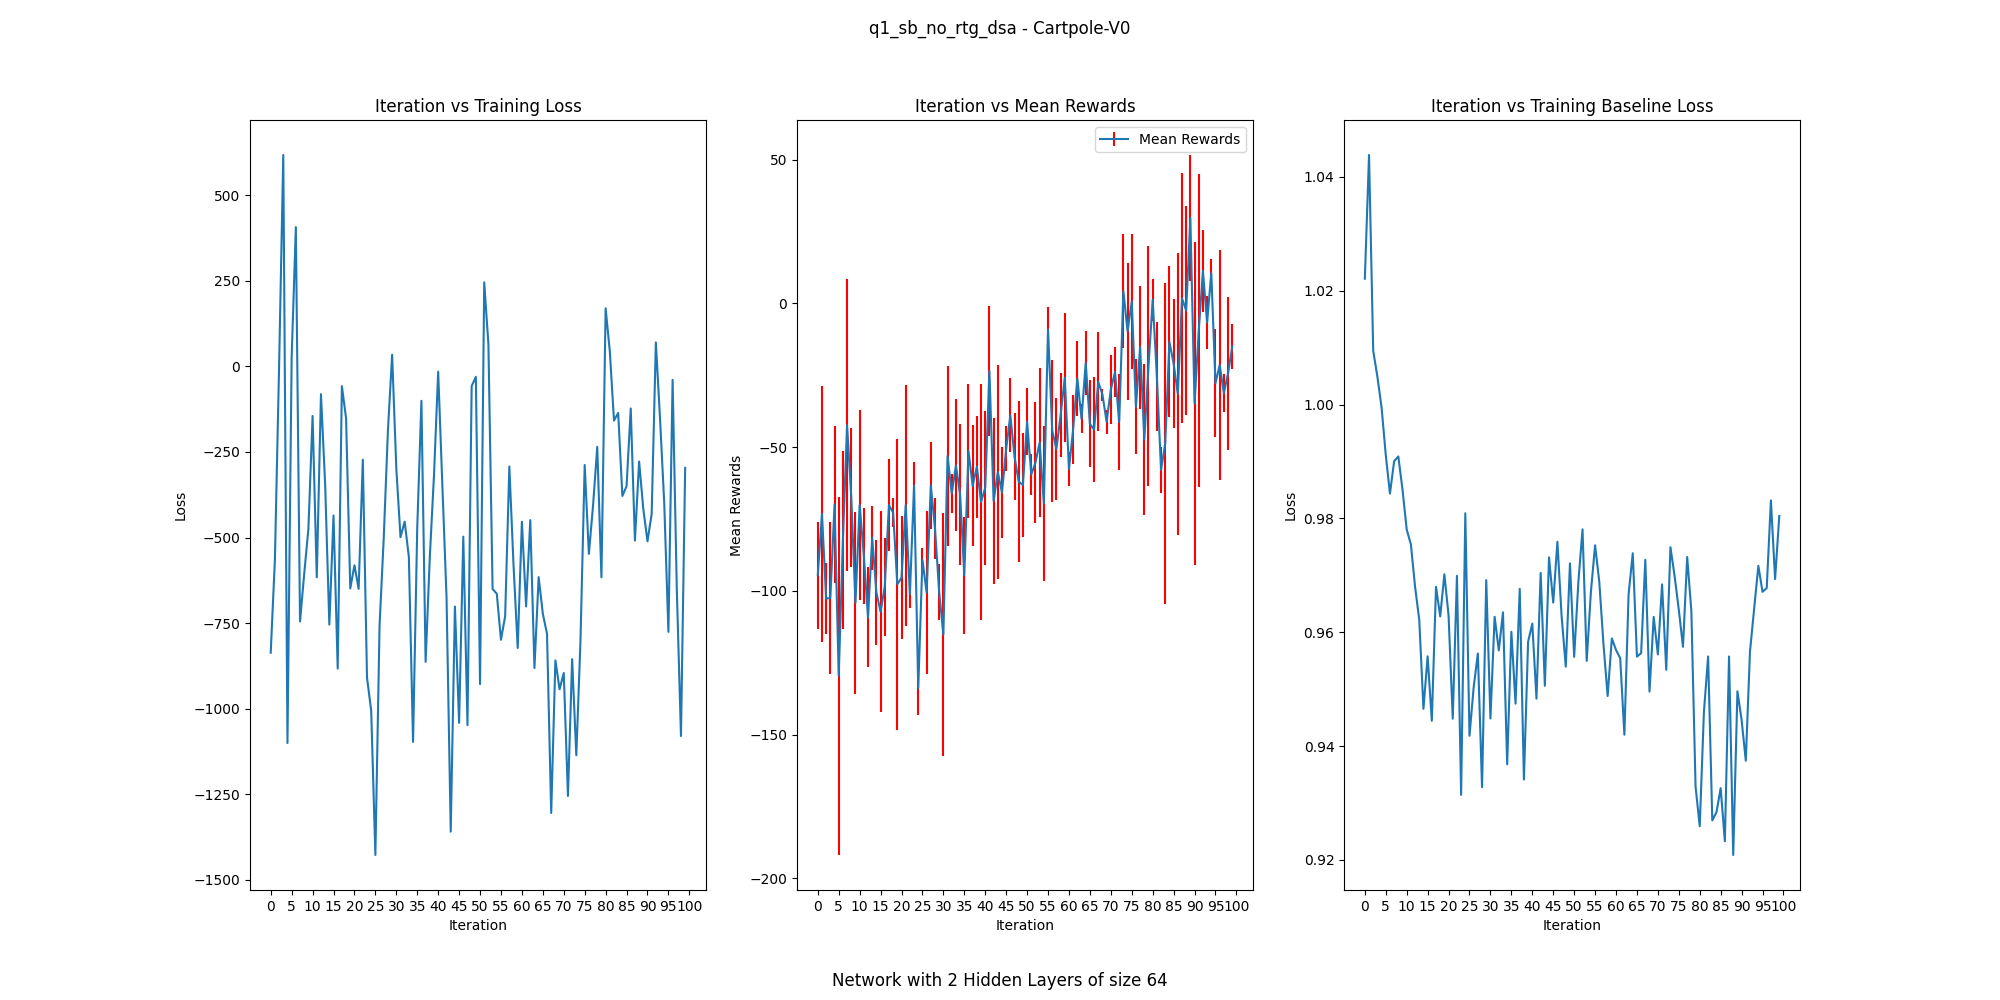 q1_sb_no_rtg_dsa - Cartpole-V0
Iteration vs Training Loss
500
250
0
−250
−500
−750
−1000
−1250
−1500
Loss
0 5 10 15 20 25 30 35 40 45 50 55 60 65 70 75 80 85 90 95 100
Iteration
Iteration vs Mean Rewards
Mean Rewards
50
0
−50
−100
−150
−200
Mean Rewards
0 5 10 15 20 25 30 35 40 45 50 55 60 65 70 75 80 85 90 95 100
Iteration
Iteration vs Training Baseline Loss
1.04
1.02
1.00
0.98
0.96
0.94
0.92
Loss
0 5 10 15 20 25 30 35 40 45 50 55 60 65 70 75 80 85 90 95 100
Iteration
Network with 2 Hidden Layers of size 64